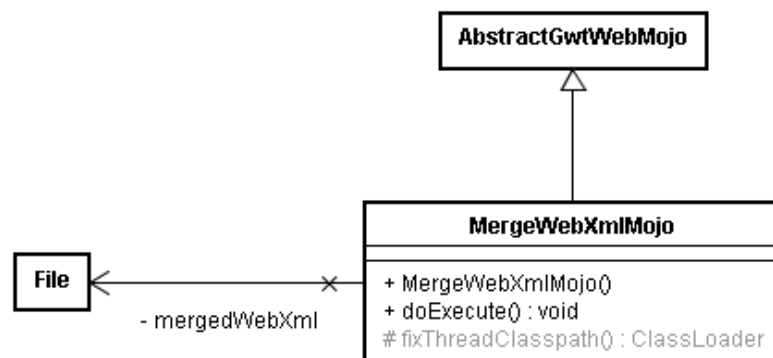 AbstractGwtWebMojo
MergeWebXmlMojo
File
- mergedWebXml
+ MergeWebXmlMojo()
+ doExecute() : void
# fixThreadClasspath() : ClassLoader